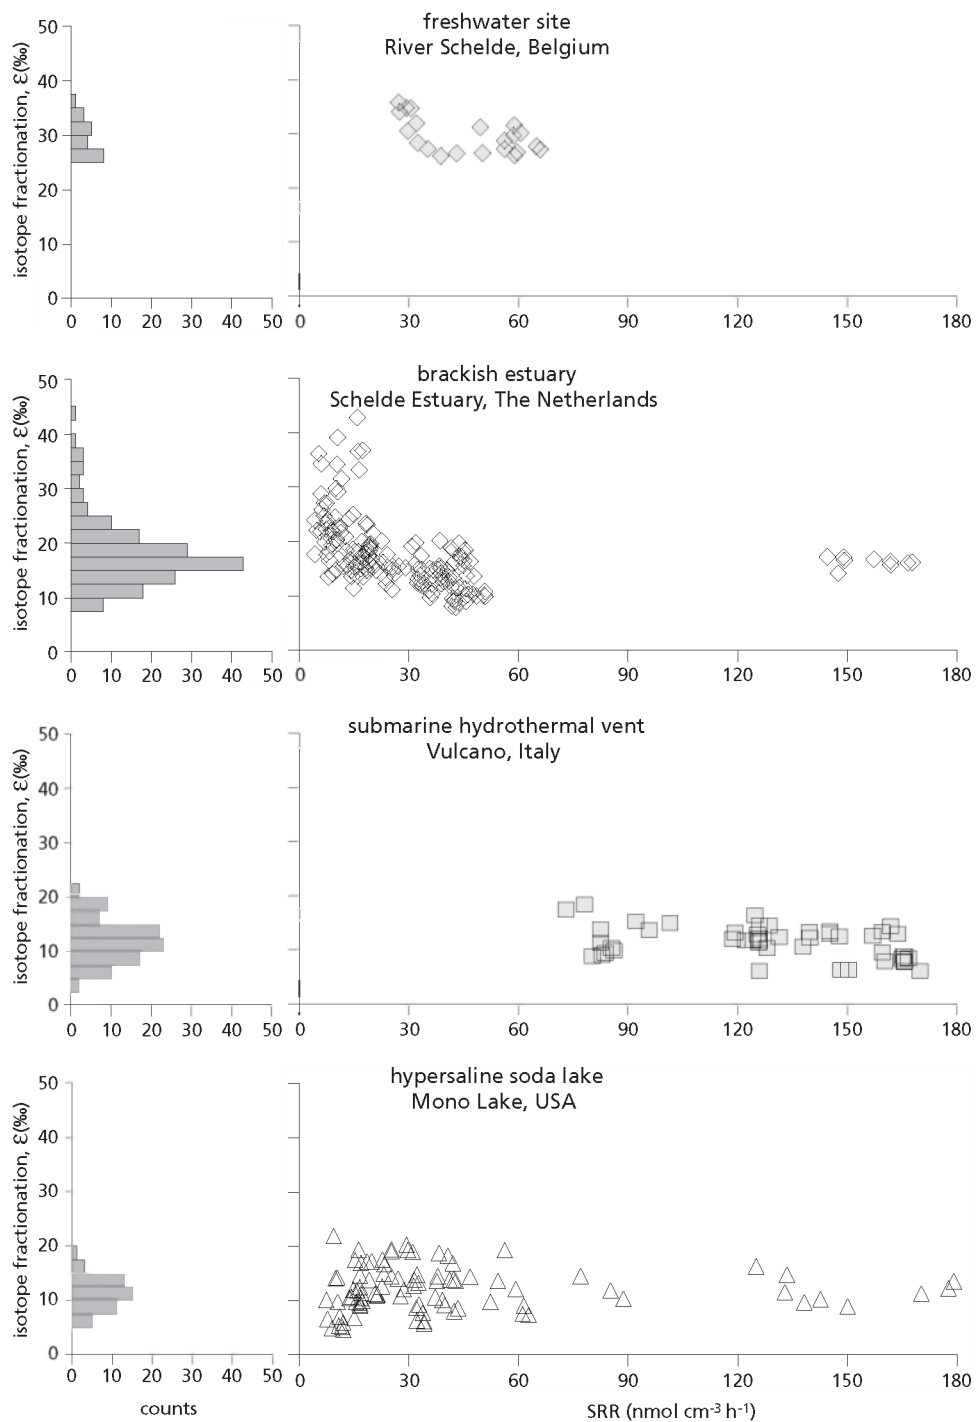 freshwater site
River Schelde, Belgium
isotope fractionation, ε(‰)
50
40
30
20
10
0
0 10 20 30 40 50
0 30 60 90 120 150 180
brackish estuary
Schelde Estuary, The Netherlands
isotope fractionation, ε(‰)
50
40
30
20
10
0
0 10 20 30 40 50
0 30 60 90 120 150 180
submarine hydrothermal vent
Vulcano, Italy
isotope fractionation, ε(‰)
50
40
30
20
10
0
0 10 20 30 40 50
0 30 60 90 120 150 180
hypersaline soda lake
Mono Lake, USA
isotope fractionation, ε(‰)
50
40
30
20
10
0
0 10 20 30 40 50
0 30 60 90 120 150 180
counts
SRR (nmol cm⁻³ h⁻¹)